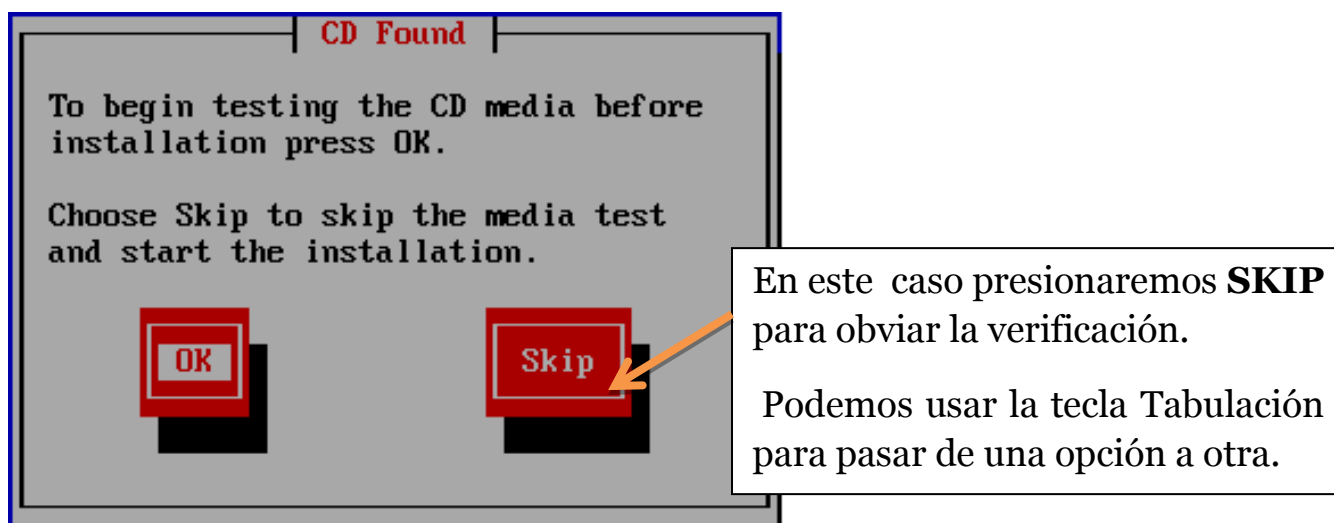 CD Found
To begin testing the CD media before
installation press OK.
Choose Skip to skip the media test
and start the installation.
OK
Skip
En este caso presionaremos SKIP
para obviar la verificación.
Podemos usar la tecla Tabulación
para pasar de una opción a otra.